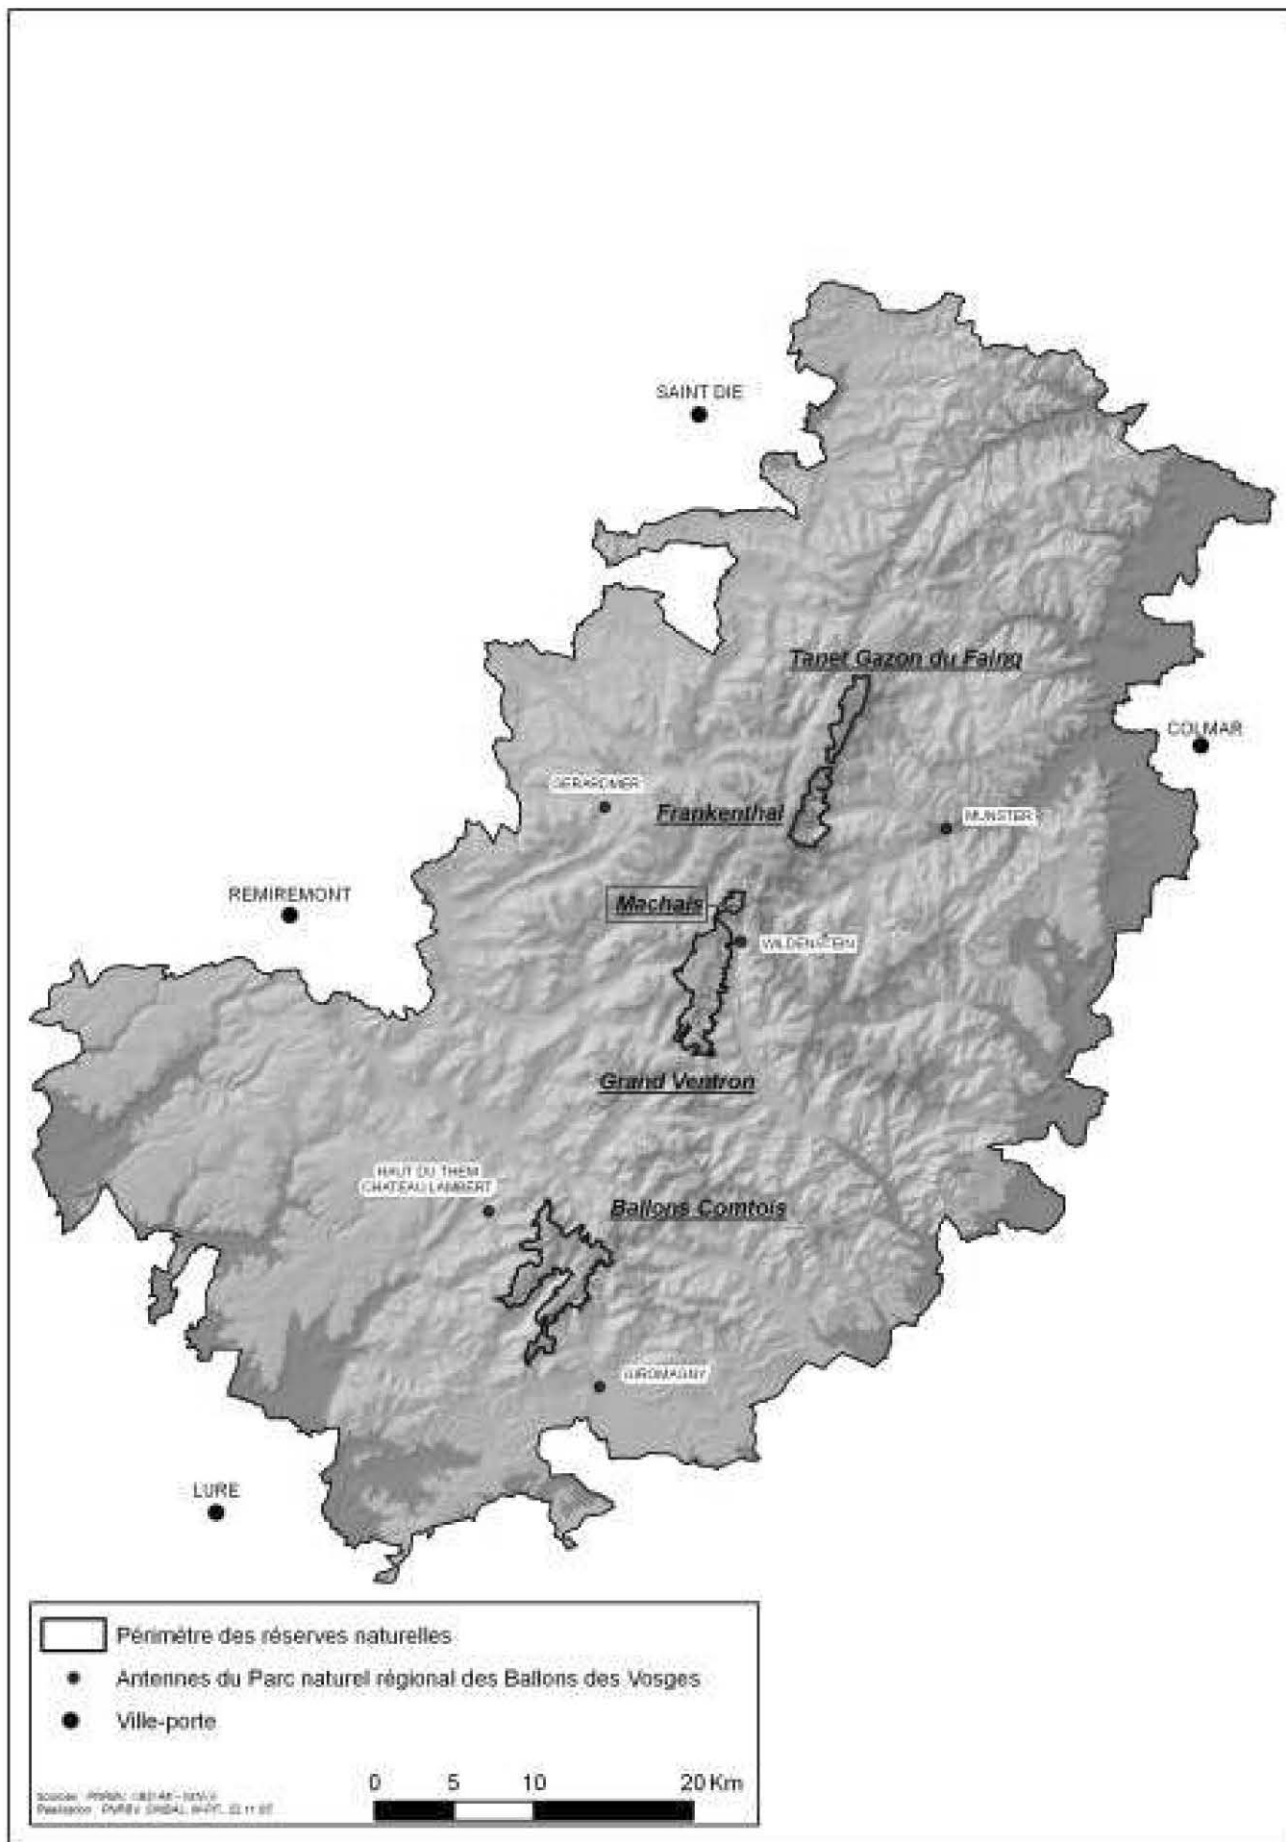 SAINT DIE
Tanet Gazon du Faing
COLMAR
GERARDMER
Frankenthal
MUNSTER
REMIREMONT
Machais
WILDENSTEIN
Grand Ventron
HAUT DU THEM
CHATEAU LAMBERT
Ballons Comtois
GIROMAGNY
LURE
Périmètre des réserves naturelles
Antennes du Parc naturel régional des Ballons des Vosges
Ville-porte
0 5 10 20 Km